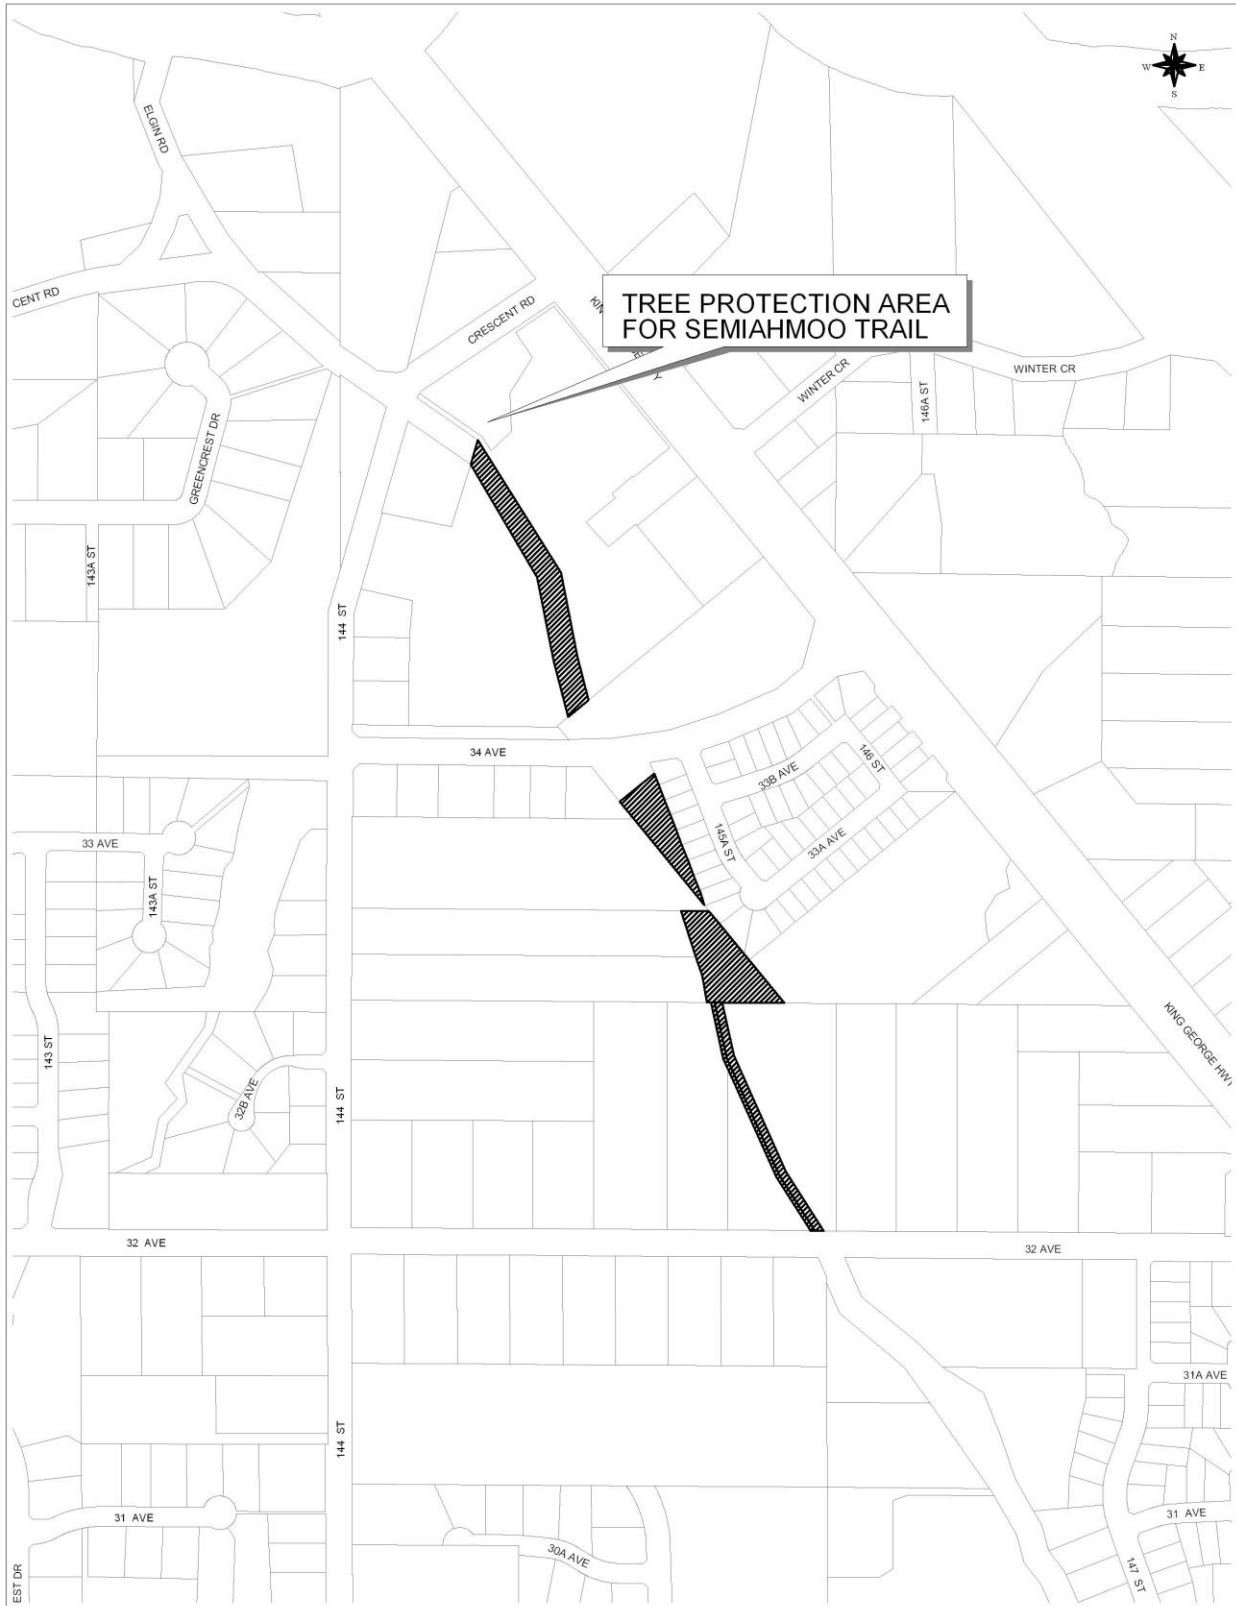 N
W E
S
ELGIN RD
CENT RD
CRESCENT RD
TREE PROTECTION AREA
FOR SEMIAHMOO TRAIL
WINTER CR
WINTER CR
146A ST
GREENCREST DR
143A ST
144 ST
34 AVE
33B AVE
146 ST
145A ST
33A AVE
33 AVE
143A ST
143 ST
32B AVE
144 ST
KING GEORGE HWY
32 AVE
32 AVE
31A AVE
144 ST
31 AVE
31 AVE
30A AVE
147 ST
EST DR